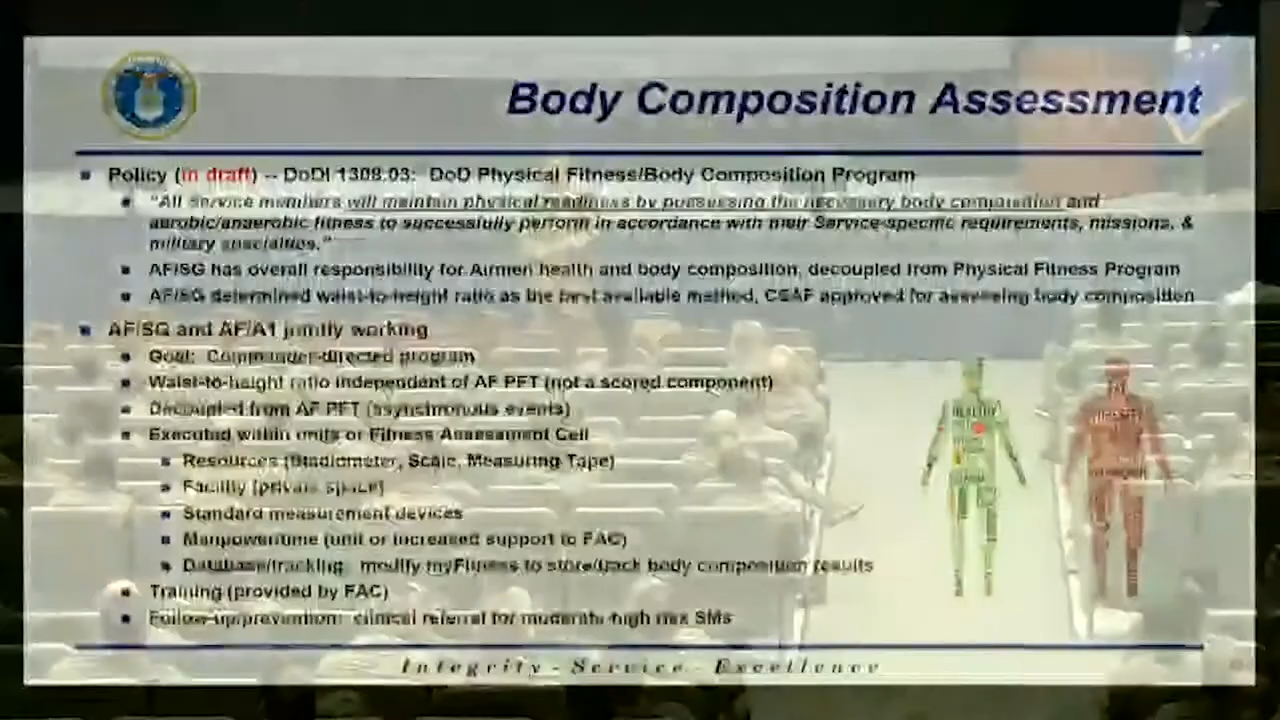 Body Composition Assessment
Policy (in draft) -- DoDI 1308.03: DoD Physical Fitness/Body Composition Program
"All Service members will maintain physical readiness by possessing the necessary body composition and
aerobic/anaerobic fitness to successfully perform in accordance with their Service-specific requirements, missions, &
military specialties."
AF/SG has overall responsibility for Airmen health and body composition, decoupled from Physical Fitness Program
AF/SG determined waist-to-height ratio as the best available method, CSAF approved for assessing body composition
AF/SG and AF/A1 jointly working
Goal: Commander-directed program
Waist-to-height ratio independent of AF PFT (not a scored component)
Decoupled from AF PFT (asynchronous events)
Executed within units or Fitness Assessment Cell
Resources (Stadiometer, Scale, Measuring Tape)
Facility (private space)
Standard measurement devices
Manpower/time (unit or increased support to FAC)
Database/tracking: modify myFitness to store/track body composition results
Training (provided by FAC)
Follow-up/prevention: clinical referral for moderate-high risk SMs
Integrity - Service - Excellence
HEALTHY